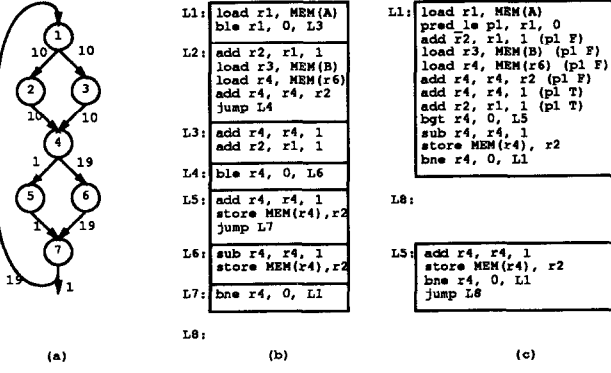 1
10
10
2
3
10
10
4
1
19
5
6
1
19
7
19
1
(a)
L1: load r1, MEM(A)
ble r1, 0, L3
L2: add r2, r1, 1
load r3, MEM(B)
load r4, MEM(r6)
add r4, r4, r2
jump L4
L3: add r4, r4, 1
add r2, r1, 1
L4: ble r4, 0, L6
L5: add r4, r4, 1
store MEM(r4),r2
jump L7
L6: sub r4, r4, 1
store MEM(r4),r2
L7: bne r4, 0, L1
L8:
(b)
L1: load r1, MEM(A)
pred_le p1, r1, 0
add r2, r1, 1 (p1 F)
load r3, MEM(B) (p1 F)
load r4, MEM(r6) (p1 F)
add r4, r4, r2 (p1 F)
add r4, r4, 1 (p1 T)
add r2, r1, 1 (p1 T)
bgt r4, 0, L5
sub r4, r4, 1
store MEM(r4), r2
bne r4, 0, L1
L8:
L5: add r4, r4, 1
store MEM(r4), r2
bne r4, 0, L1
jump L8
(c)